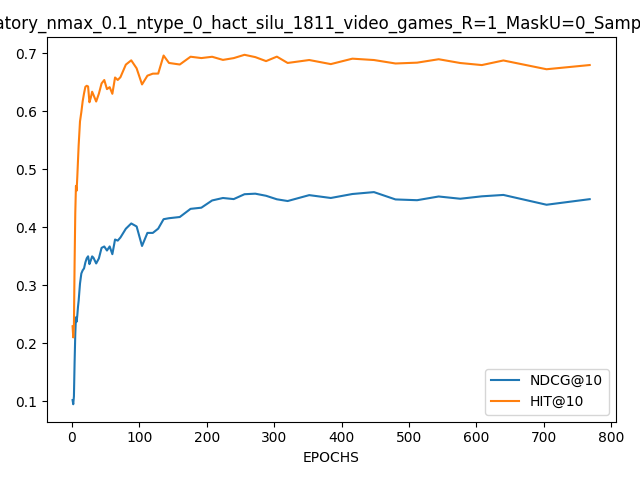 atory_nmax_0.1_ntype_0_hact_silu_1811_video_games_R=1_MaskU=0_Samp
0.7
0.6
0.5
0.4
0.3
0.2
0.1
NDCG@10
HIT@10
0 100 200 300 400 500 600 700 800
EPOCHS